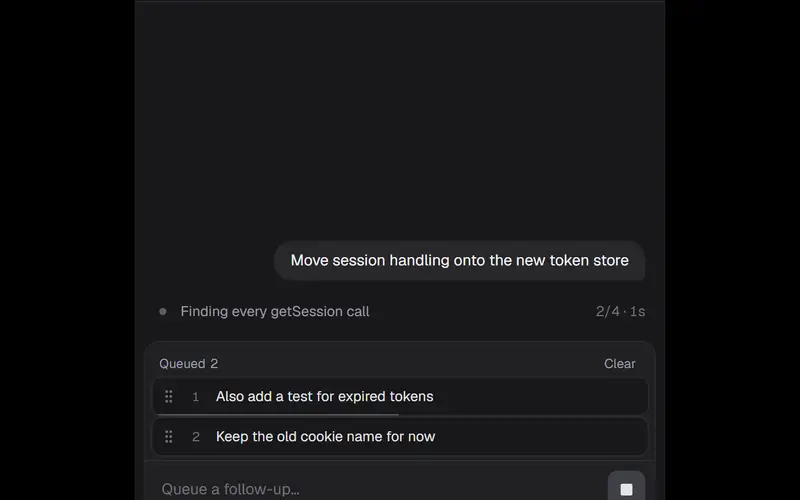 Move session handling onto the new token store
Finding every getSession call 2/4 · 1s
Queued 2 Clear
1 Also add a test for expired tokens
2 Keep the old cookie name for now
Queue a follow-up...